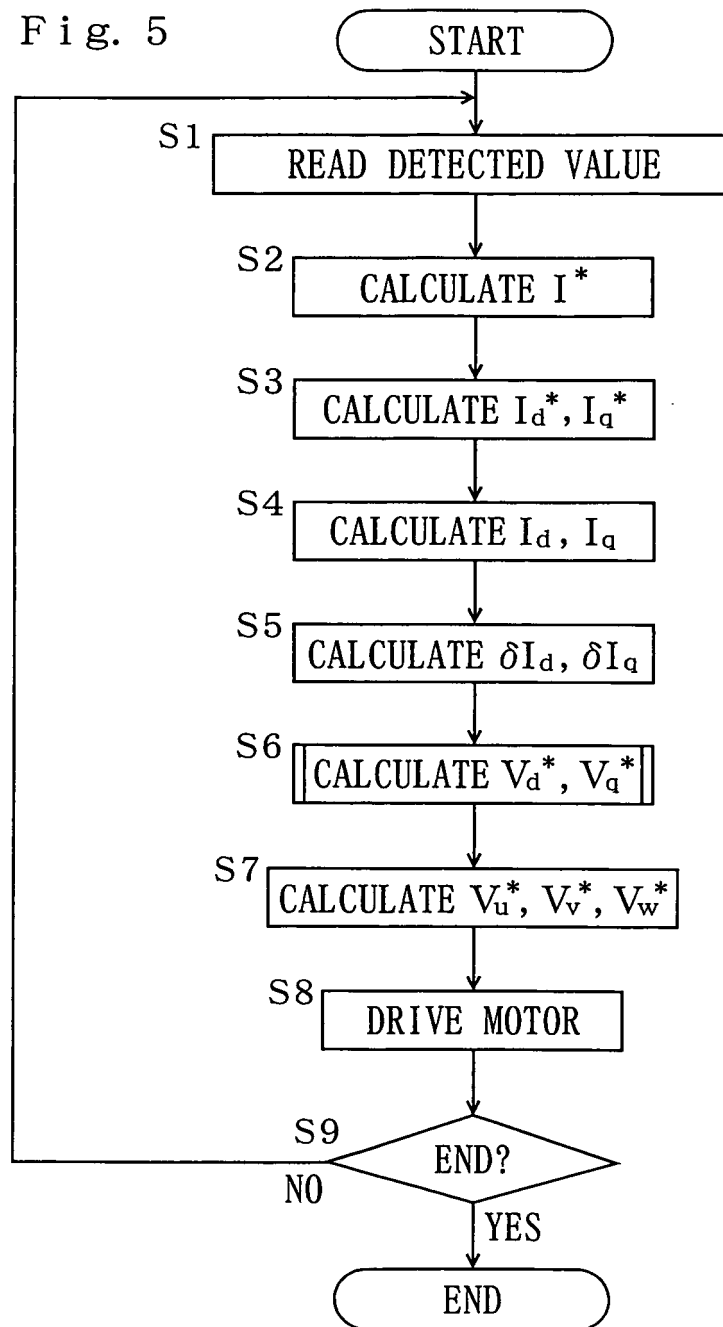 Fig. 5
START
S1
READ DETECTED VALUE
S2
CALCULATE I*
S3
CALCULATE Id*, Iq*
S4
CALCULATE Id, Iq
S5
CALCULATE δId, δIq
S6
CALCULATE Vd*, Vq*
S7
CALCULATE Vu*, Vv*, Vw*
S8
DRIVE MOTOR
S9
END?
NO
YES
END